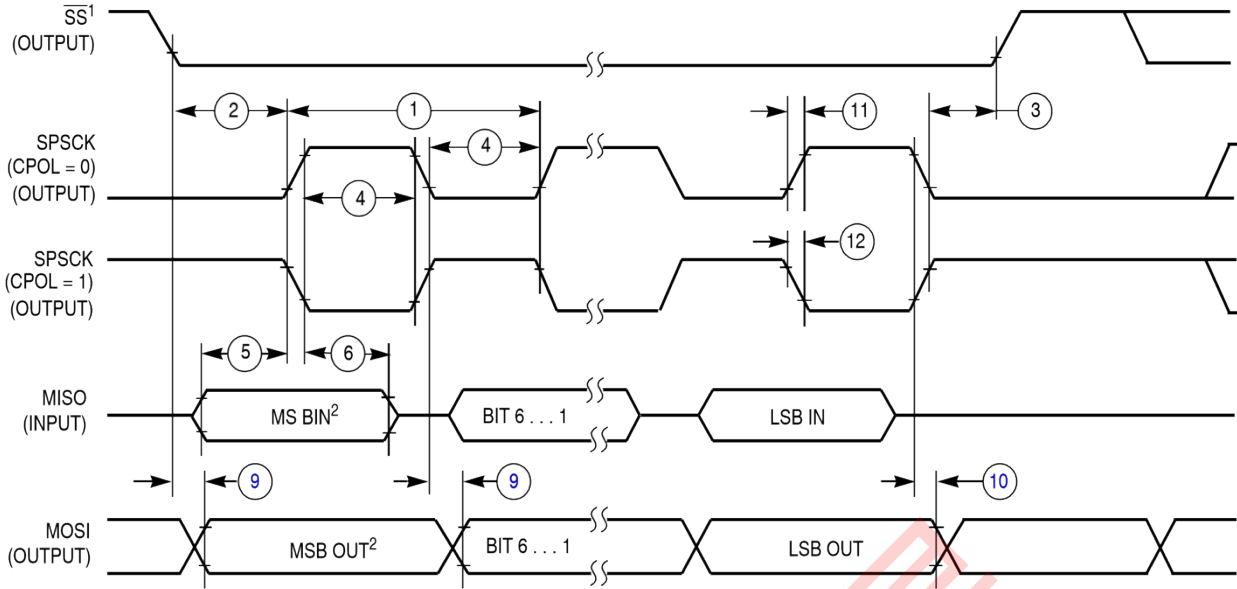 SS¹
(OUTPUT)
2
1
11
3
SPSCK
(CPOL = 0)
(OUTPUT)
4
4
12
SPSCK
(CPOL = 1)
(OUTPUT)
5
6
MISO
(INPUT)
MS BIN²
BIT 6 . . . 1
LSB IN
9
9
10
MOSI
(OUTPUT)
MSB OUT²
BIT 6 . . . 1
LSB OUT